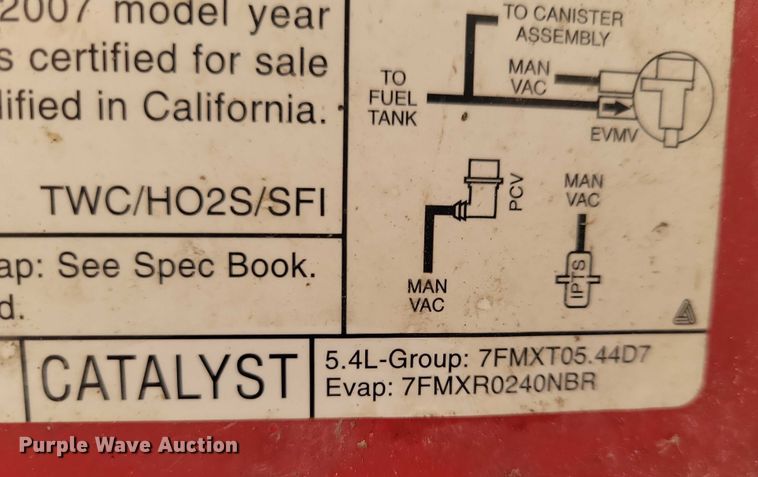 2007 model year
s certified for sale
lified in California.
TWC/HO2S/SFI
ap: See Spec Book.
d.
TO CANISTER
ASSEMBLY
MAN
VAC
TO
FUEL
TANK
EVMV
PCV
MAN
VAC
MAN
VAC
IPTS
CATALYST
5.4L-Group: 7FMXT05.44D7
Evap: 7FMXR0240NBR
Purple Wave Auction